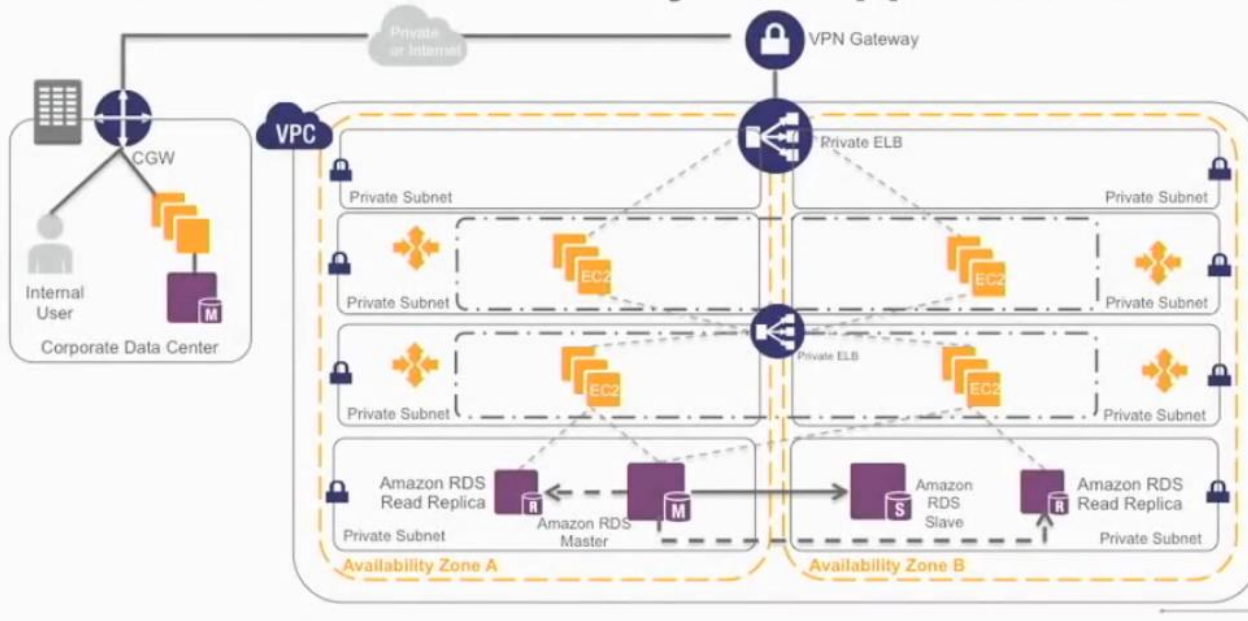 Private
or Internet
VPN Gateway
CGW
VPC
Private ELB
Private Subnet
Private Subnet
EC2
EC2
Internal
User
M
Private Subnet
Private Subnet
Corporate Data Center
Private ELB
EC2
EC2
Private Subnet
Private Subnet
Amazon RDS
Read Replica
R
M
Amazon RDS
Master
S
Amazon
RDS
Slave
R
Amazon RDS
Read Replica
Private Subnet
Private Subnet
Availability Zone A
Availability Zone B